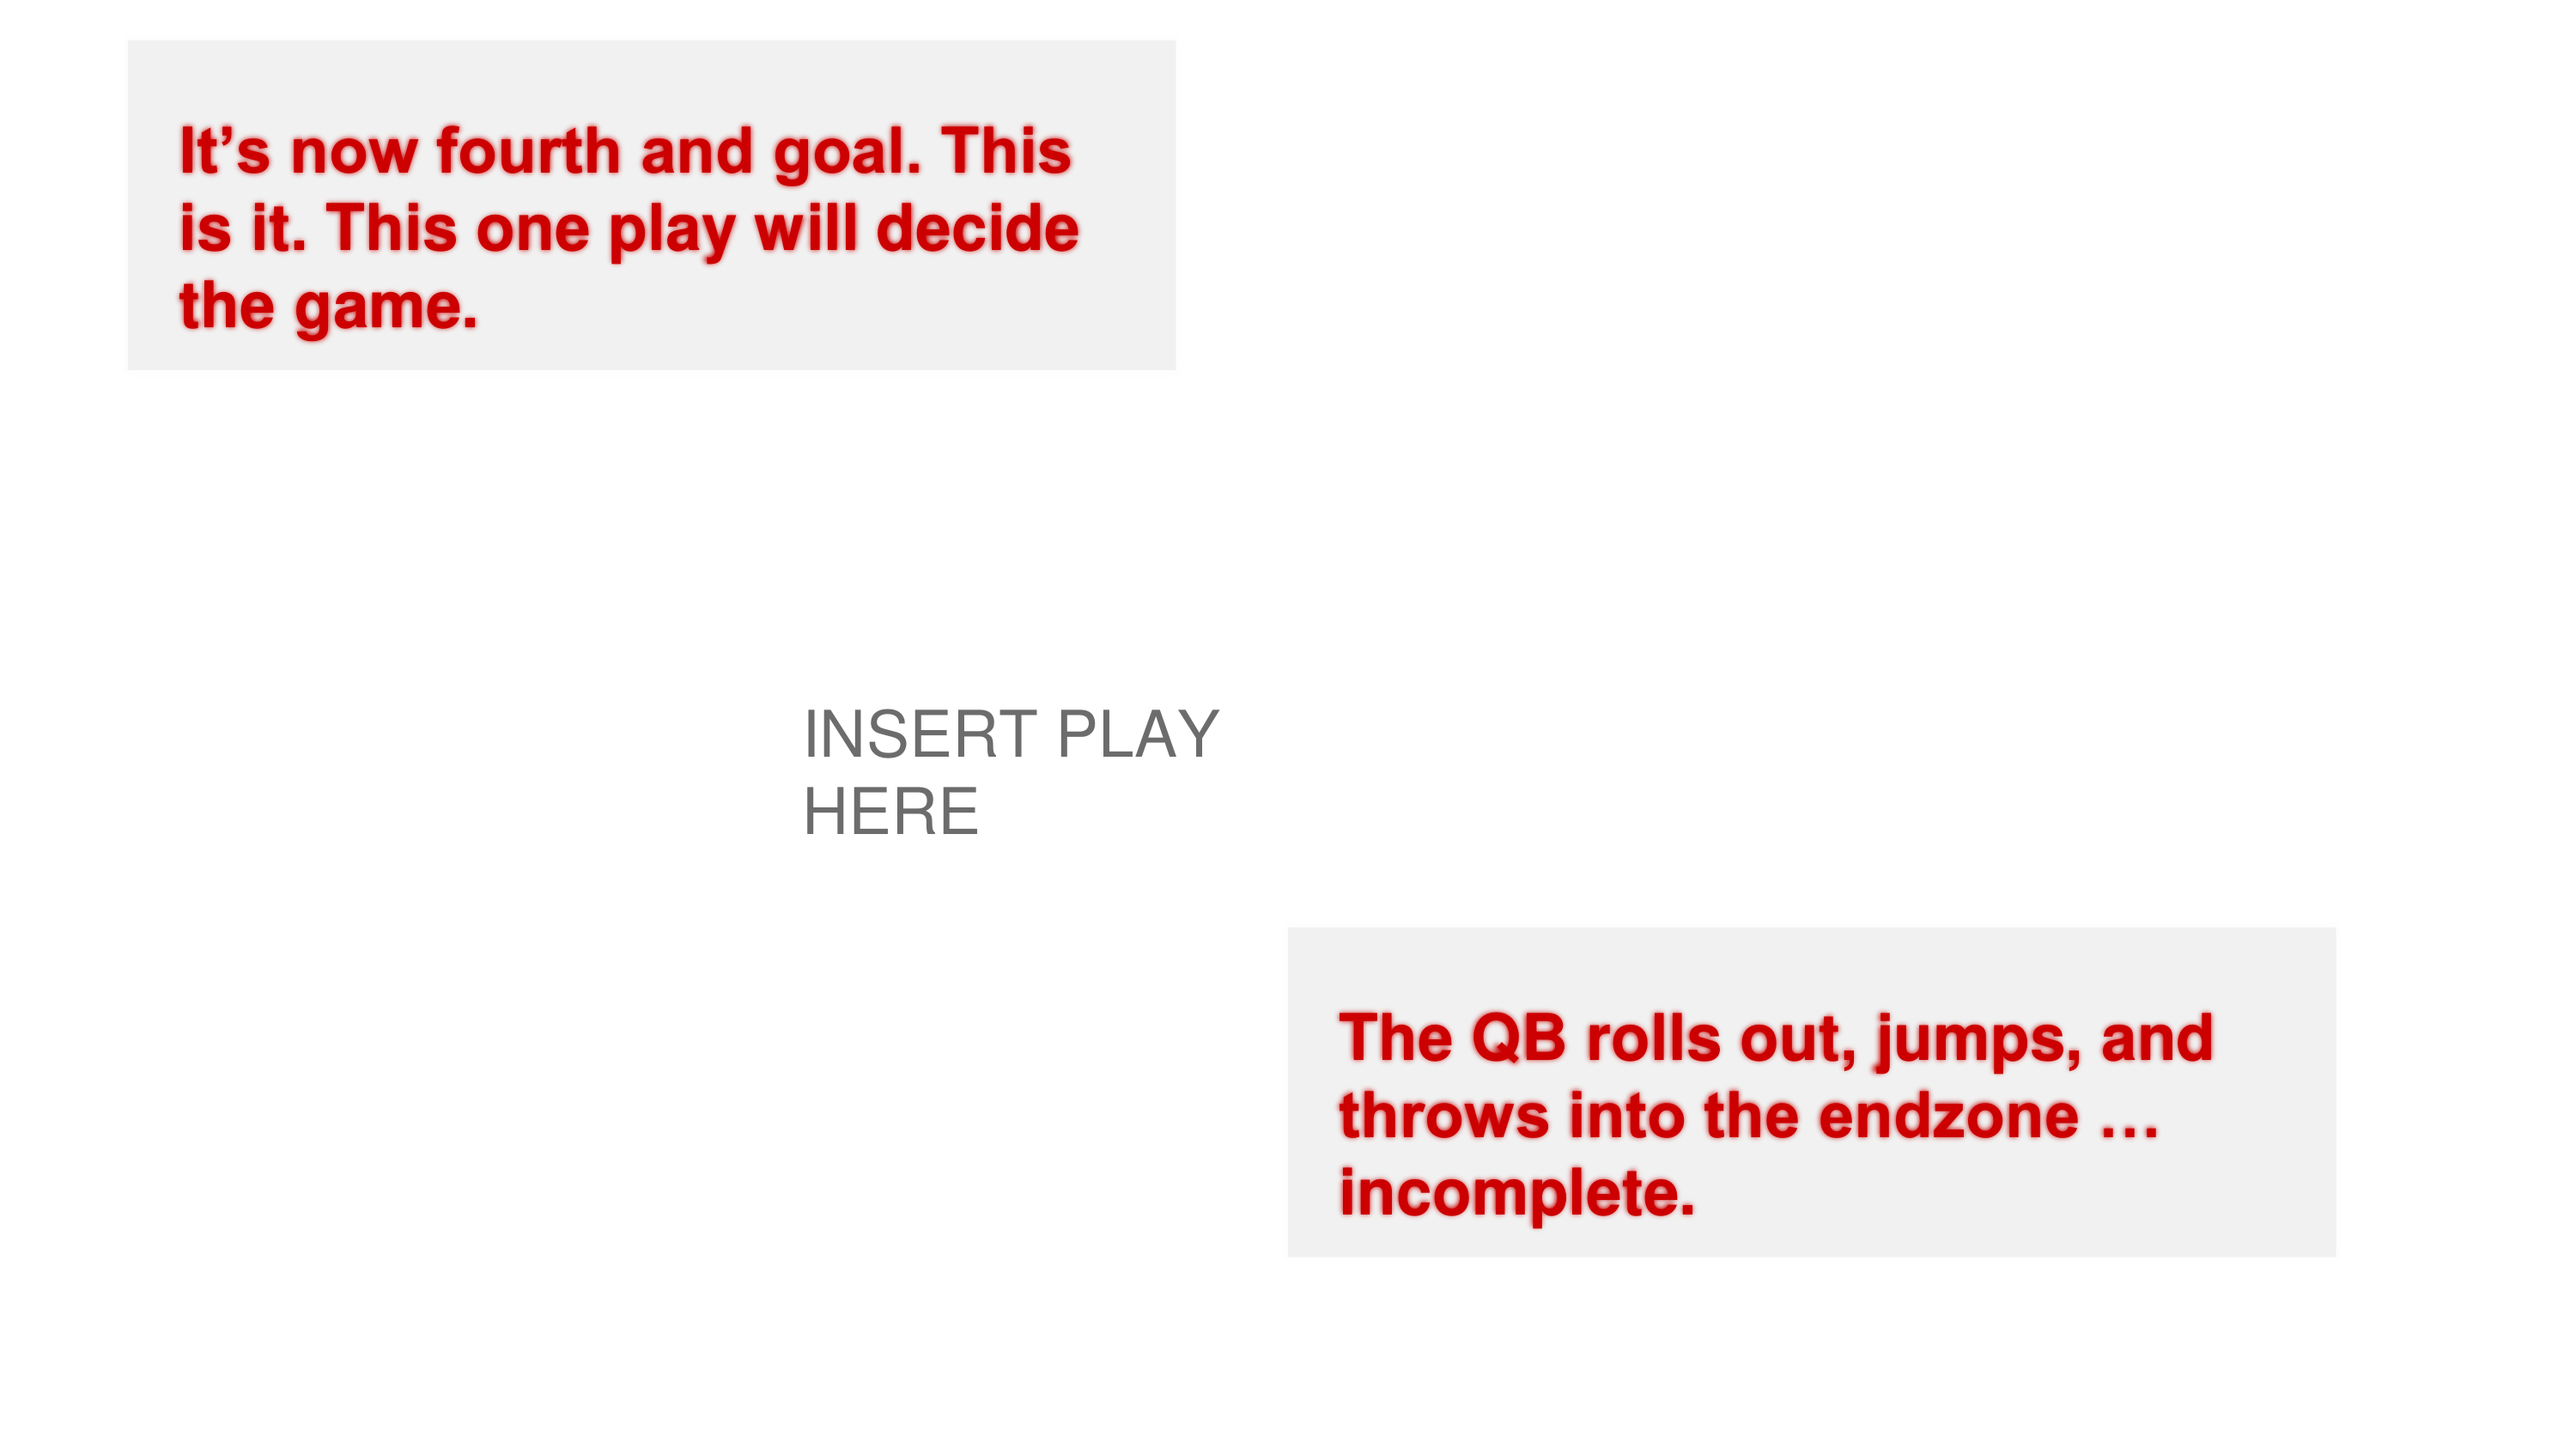 It’s now fourth and goal. This
is it. This one play will decide
the game.
INSERT PLAY
HERE
The QB rolls out, jumps, and
throws into the endzone …
incomplete.